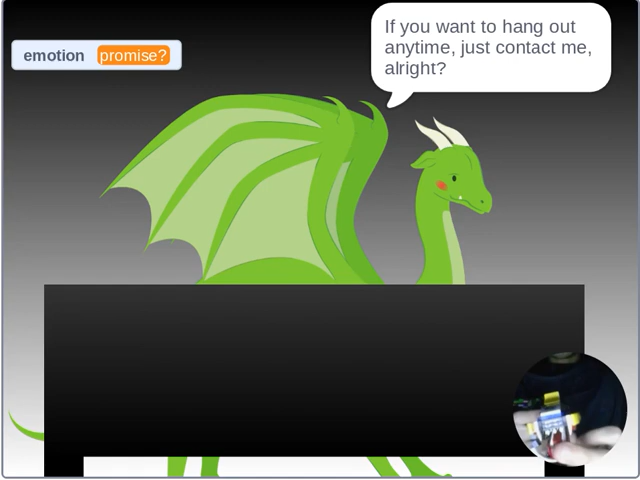 If you want to hang out
anytime, just contact me,
alright?
emotion promise?